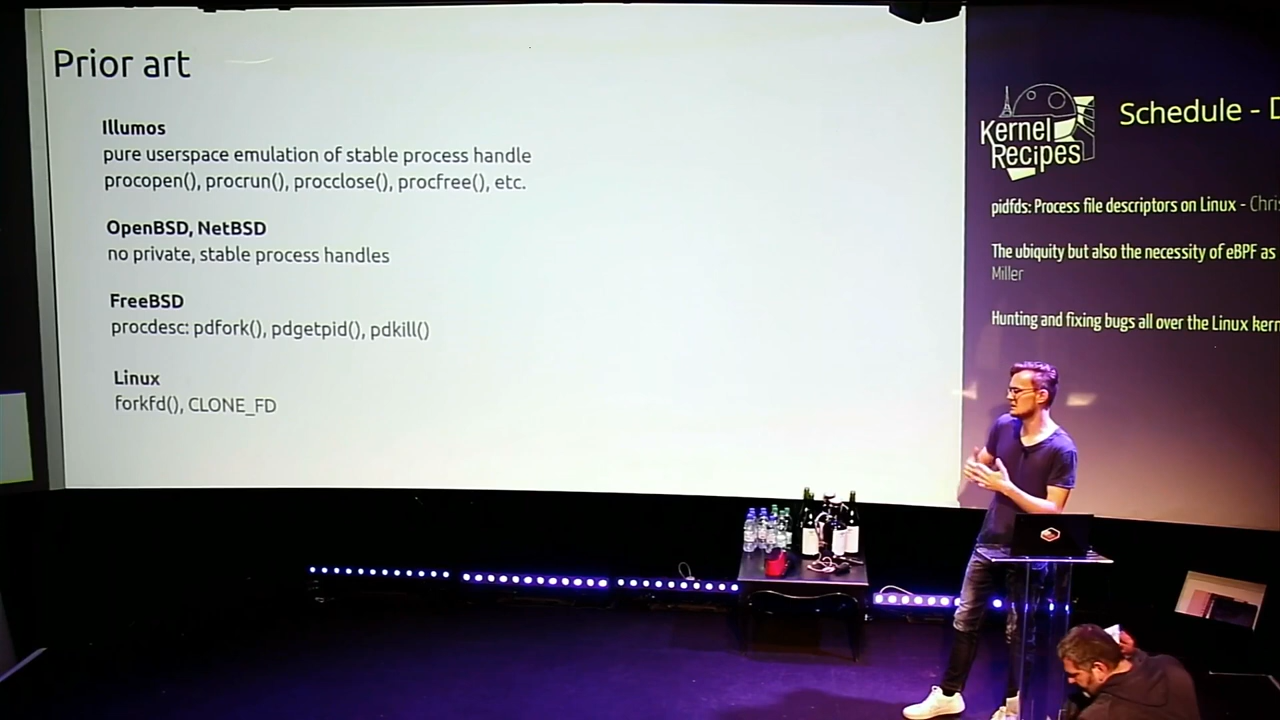 Prior art
Illumos
pure userspace emulation of stable process handle
procopen(), procrun(), procclose(), procfree(), etc.
OpenBSD, NetBSD
no private, stable process handles
FreeBSD
procdesc: pdfork(), pdgetpid(), pdkill()
Linux
forkfd(), CLONE_FD
Kernel
Recipes
Schedule - D
pidfds: Process file descriptors on Linux - Chris
The ubiquity but also the necessity of eBPF as
Miller
Hunting and fixing bugs all over the Linux kern